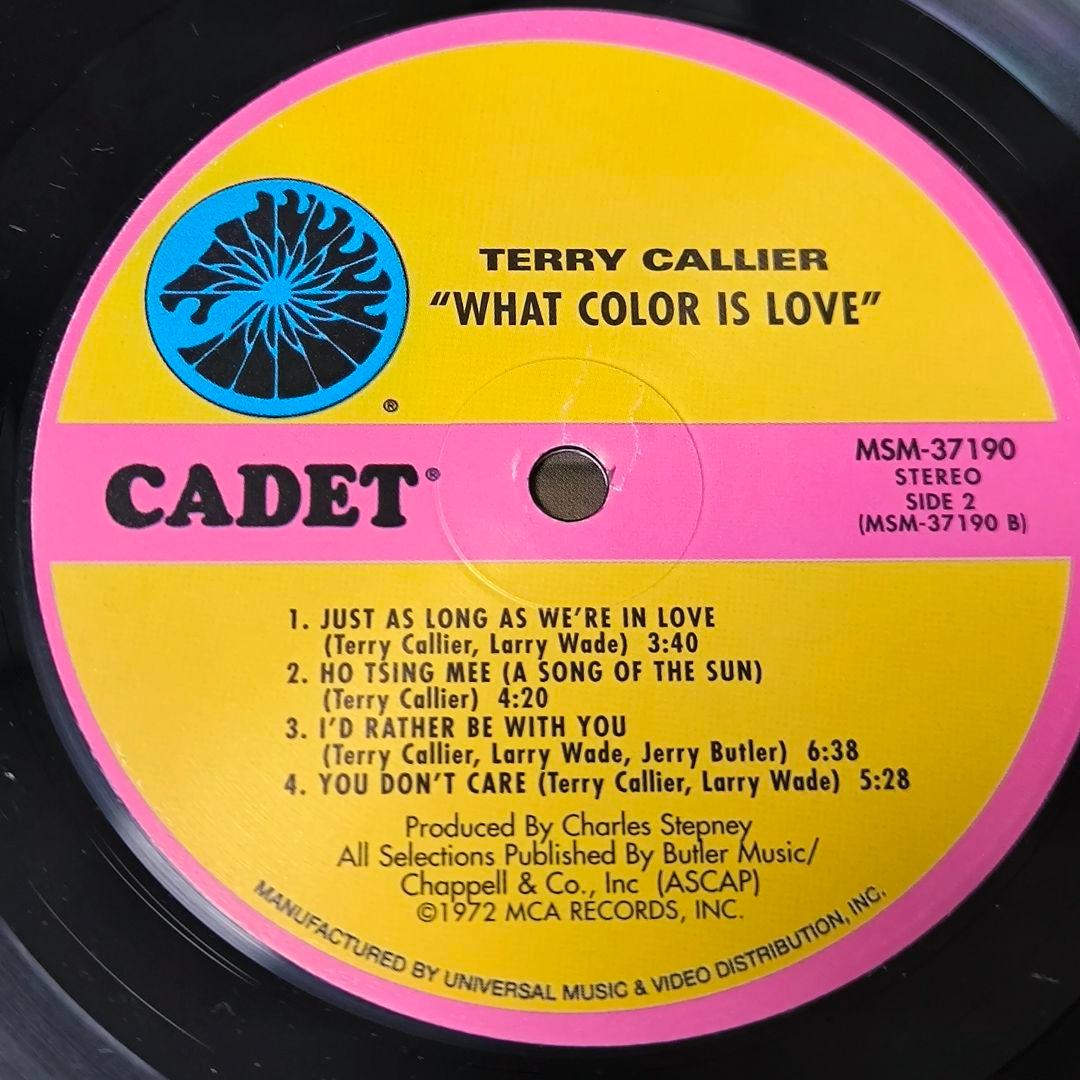 TERRY CALLIER
"WHAT COLOR IS LOVE"
®
CADET®
MSM-37190
STEREO
SIDE 2
(MSM-37190 B)
1. JUST AS LONG AS WE'RE IN LOVE
(Terry Callier, Larry Wade) 3:40
2. HO TSING MEE (A SONG OF THE SUN)
(Terry Callier) 4:20
3. I'D RATHER BE WITH YOU
(Terry Callier, Larry Wade, Jerry Butler) 6:38
4. YOU DON'T CARE (Terry Callier, Larry Wade) 5:28
Produced By Charles Stepney
All Selections Published By Butler Music/
Chappell & Co., Inc (ASCAP)
©1972 MCA RECORDS, INC.
MANUFACTURED BY UNIVERSAL MUSIC & VIDEO DISTRIBUTION, INC.